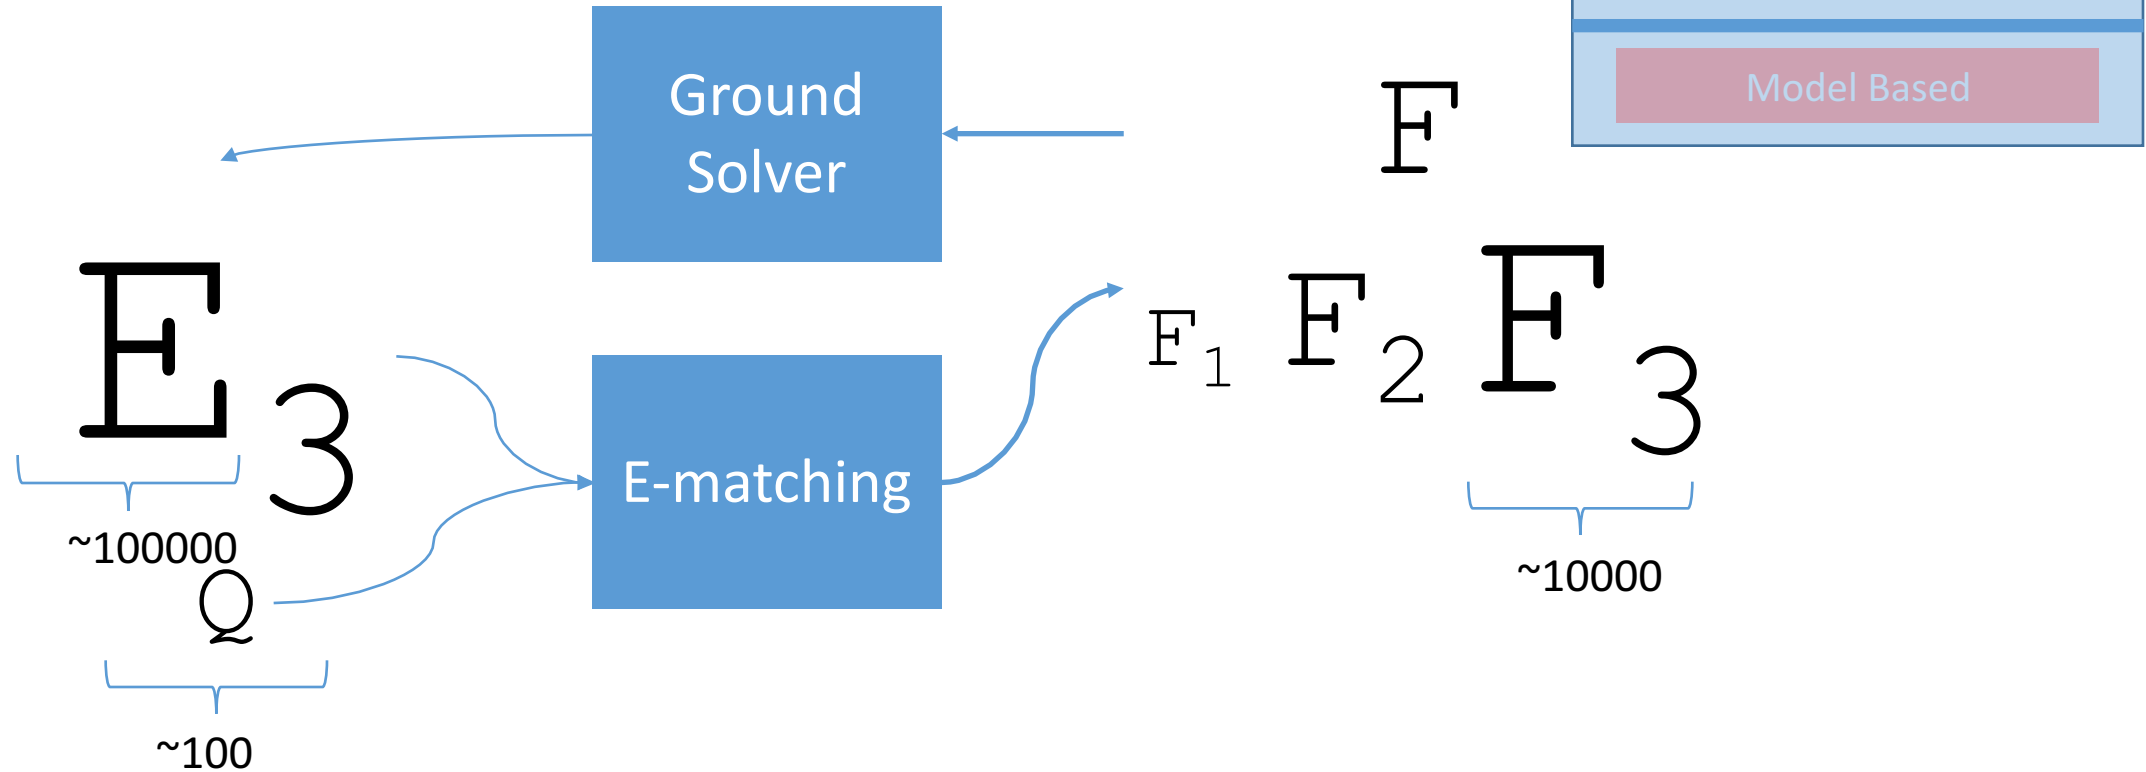 Ground
Solver
F
Model Based
E3
F1 F2 F3
E-matching
~100000
~10000
Q
~100